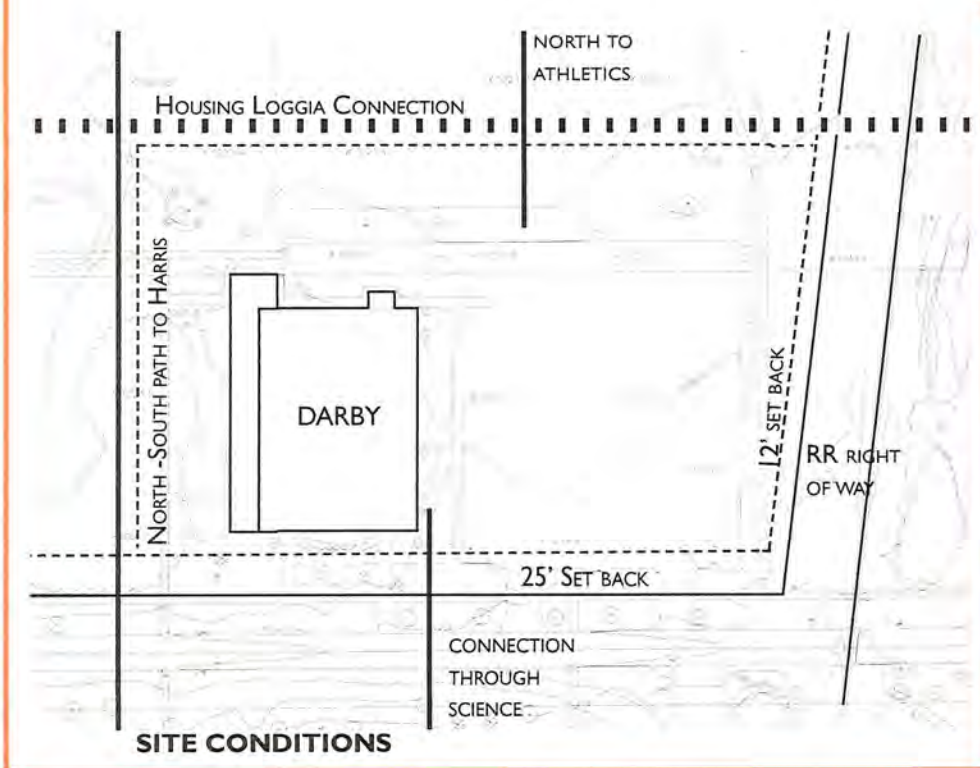 NORTH TO
ATHLETICS
HOUSING LOGGIA CONNECTION
NORTH -SOUTH PATH TO HARRIS
DARBY
12' SET BACK
RR RIGHT
OF WAY
25' SET BACK
CONNECTION
THROUGH
SCIENCE
SITE CONDITIONS